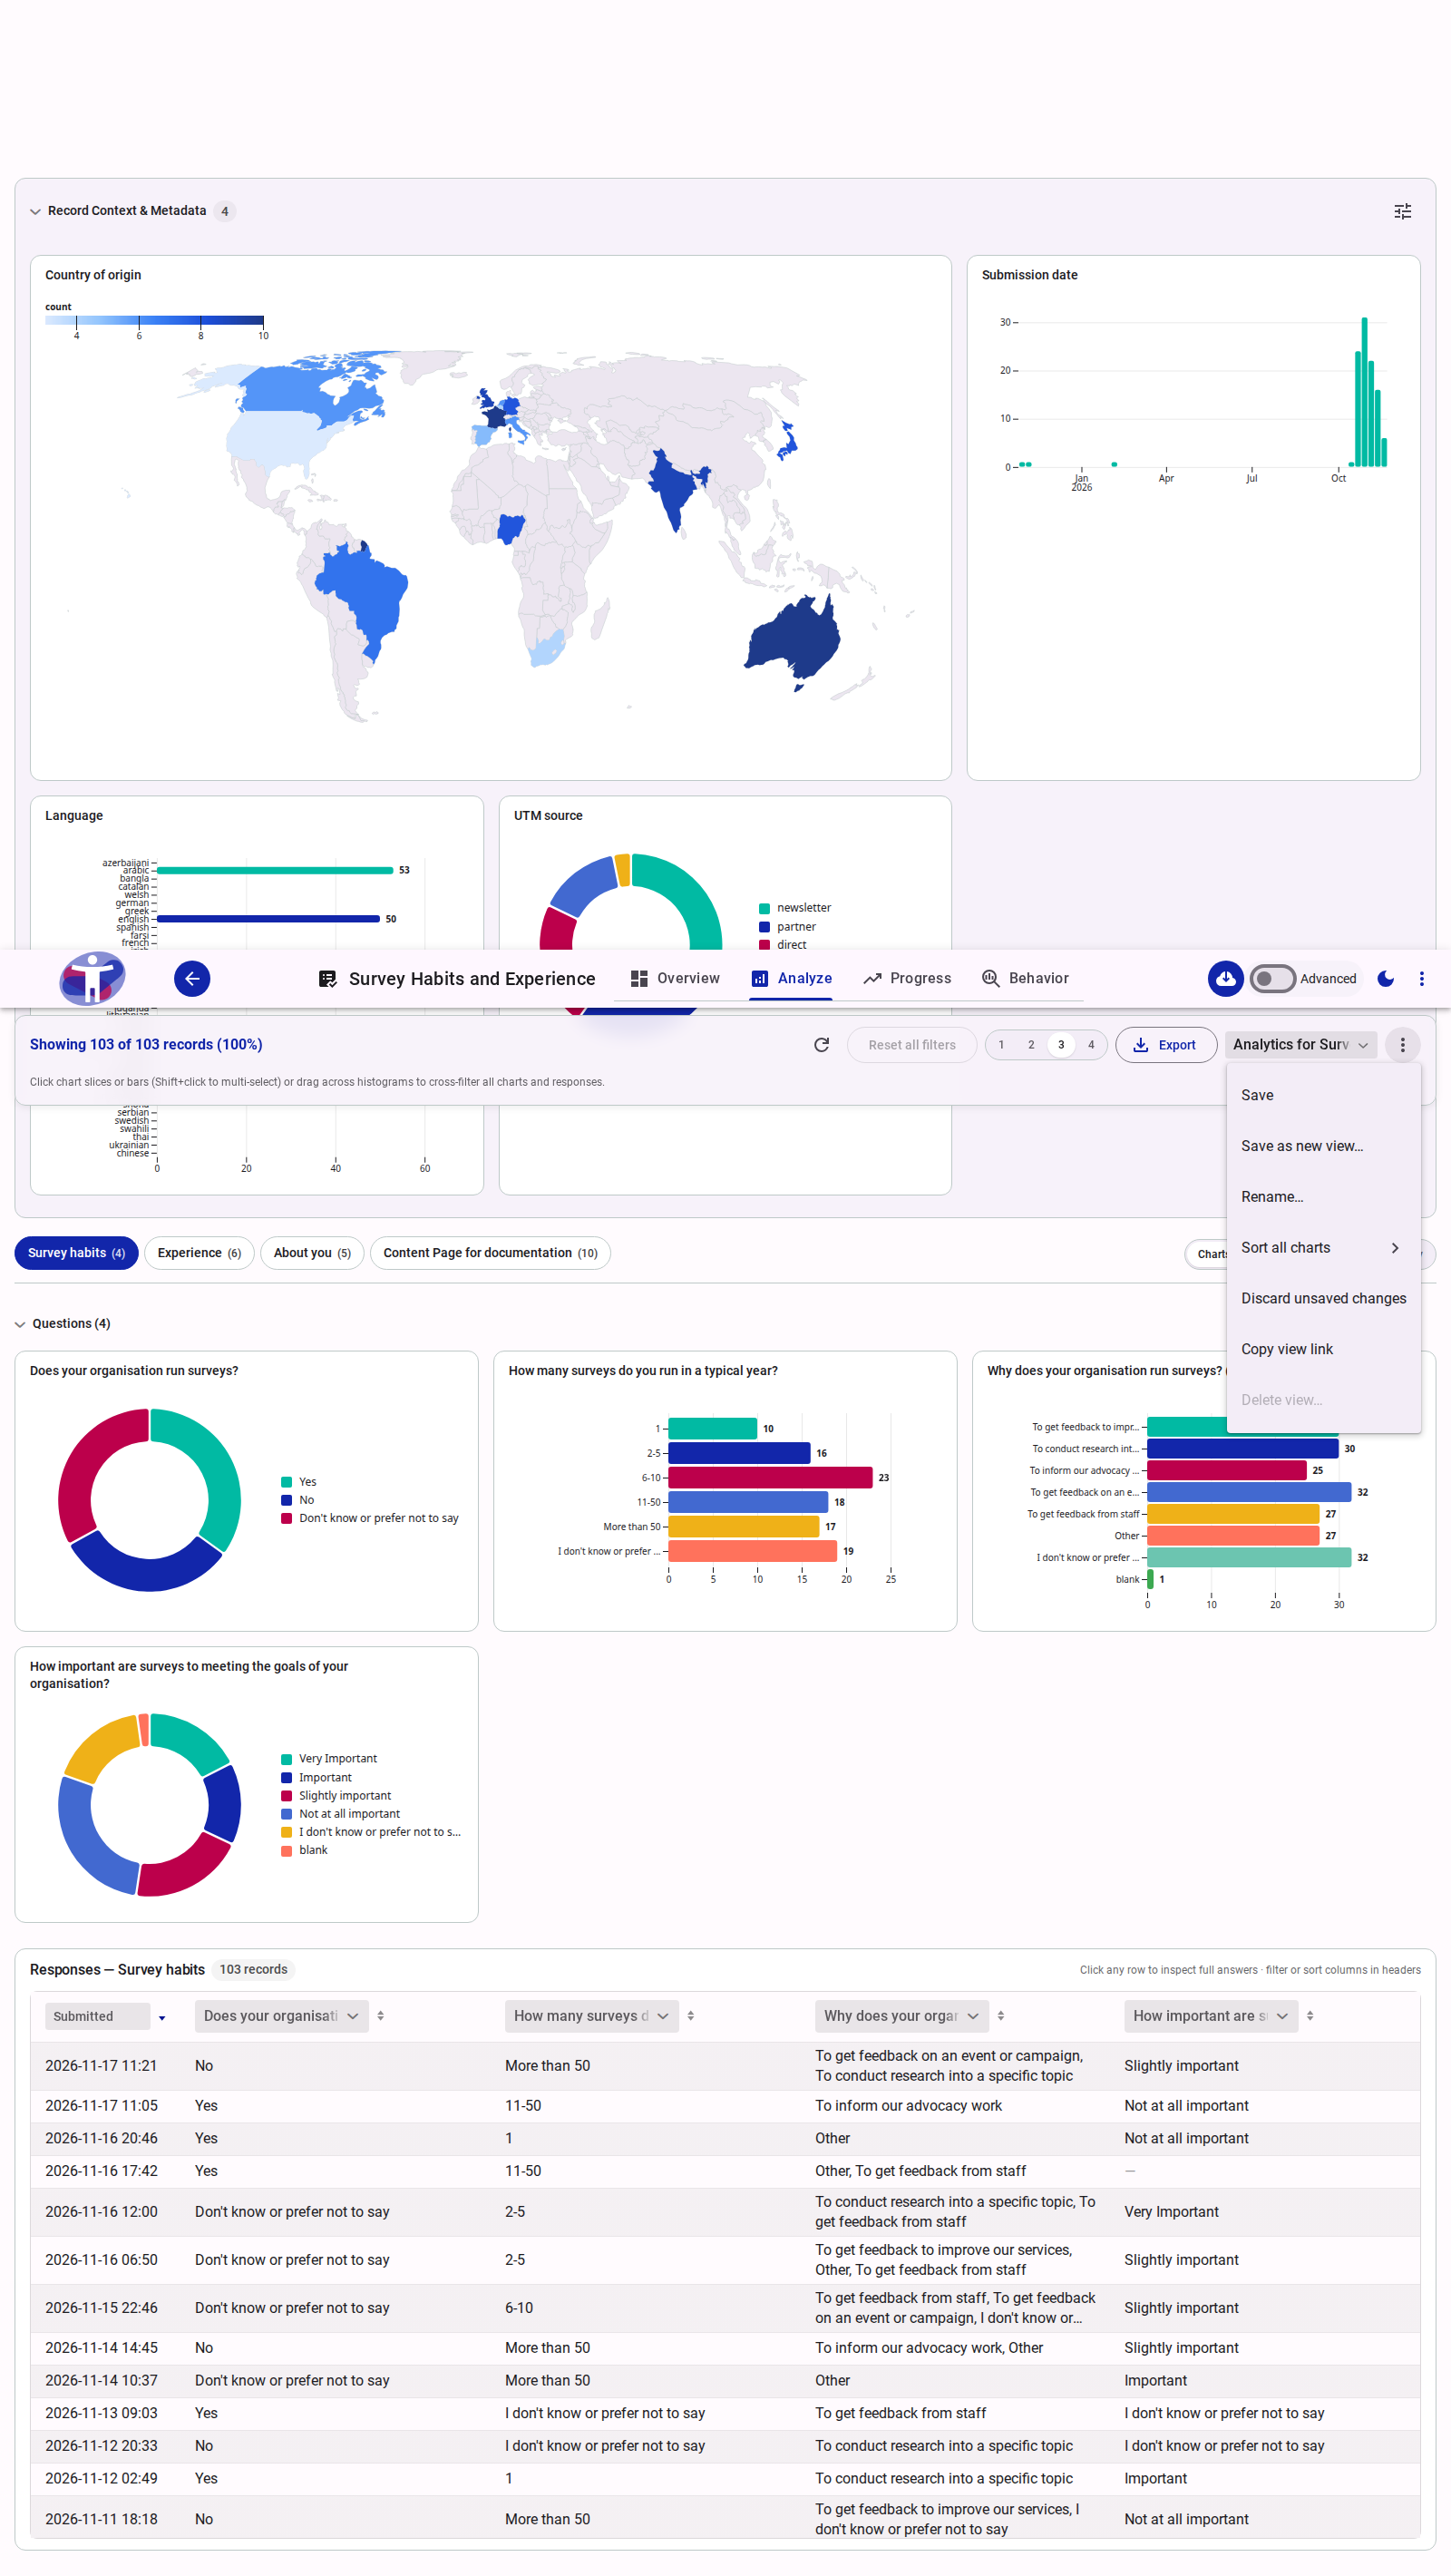 Record Context & Metadata 4
Country of origin
count
4 6 8 10
Submission date
30
20
10
0
Jan Apr Jul Oct
2026
Language
azerbaijani
arabic
53
bangla
catalan
welsh
german
greek
english
50
spanish
farsi
french
UTM source
newsletter
partner
direct
Survey Habits and Experience
Overview
Analyze
Progress
Behavior
Advanced
Showing 103 of 103 records (100%)
Reset all filters
1 2 3 4
Export
Analytics for Surv
Click chart slices or bars (Shift+click to multi-select) or drag across histograms to cross-filter all charts and responses.
Save
Save as new view…
Rename…
Sort all charts
Discard unsaved changes
Copy view link
Delete view…
serbian
swedish
swahili
thai
ukrainian
chinese
0 20 40 60
Survey habits (4)
Experience (6)
About you (5)
Content Page for documentation (10)
Charts
Questions (4)
Does your organisation run surveys?
Yes
No
Don't know or prefer not to say
How many surveys do you run in a typical year?
1 10
2-5 16
6-10 23
11-50 18
More than 50 17
I don't know or prefer ... 19
0 5 10 15 20 25
Why does your organisation run surveys?
To get feedback to impr...
To conduct research int... 30
To inform our advocacy ... 25
To get feedback on an e... 32
To get feedback from staff 27
Other 27
I don't know or prefer ... 32
blank 1
0 10 20 30
How important are surveys to meeting the goals of your
organisation?
Very Important
Important
Slightly important
Not at all important
I don't know or prefer not to s...
blank
Responses — Survey habits 103 records
Click any row to inspect full answers · filter or sort columns in headers
Submitted Does your organisati How many surveys d Why does your organ How important are s
2026-11-17 11:21 No More than 50 To get feedback on an event or campaign, Slightly important
To conduct research into a specific topic
2026-11-17 11:05 Yes 11-50 To inform our advocacy work Not at all important
2026-11-16 20:46 Yes 1 Other Not at all important
2026-11-16 17:42 Yes 11-50 Other, To get feedback from staff —
2026-11-16 12:00 Don't know or prefer not to say 2-5 To conduct research into a specific topic, To Very Important
get feedback from staff
2026-11-16 06:50 Don't know or prefer not to say 2-5 To get feedback to improve our services, Slightly important
Other, To get feedback from staff
2026-11-15 22:46 Don't know or prefer not to say 6-10 To get feedback from staff, To get feedback Slightly important
on an event or campaign, I don't know or…
2026-11-14 14:45 No More than 50 To inform our advocacy work, Other Slightly important
2026-11-14 10:37 Don't know or prefer not to say More than 50 Other Important
2026-11-13 09:03 Yes I don't know or prefer not to say To get feedback from staff I don't know or prefer not to say
2026-11-12 20:33 No I don't know or prefer not to say To conduct research into a specific topic I don't know or prefer not to say
2026-11-12 02:49 Yes 1 To conduct research into a specific topic Important
2026-11-11 18:18 No More than 50 To get feedback to improve our services, I Not at all important
don't know or prefer not to say